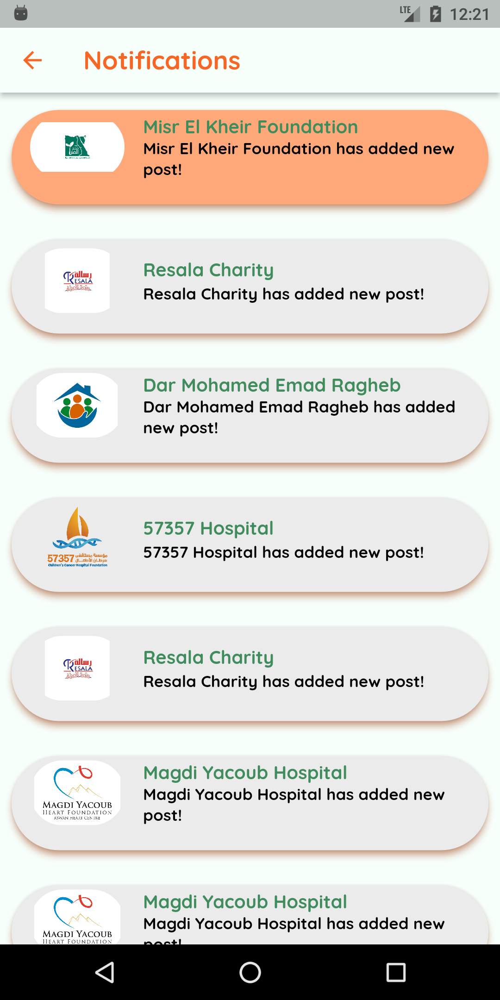 LTE 12:21
Notifications
Misr El Kheir Foundation
Misr El Kheir Foundation has added new
post!
رسالة
RESALA
Resala Charity
Resala Charity has added new post!
Dar Mohamed Emad Ragheb
Dar Mohamed Emad Ragheb has added
new post!
57357 مؤسسة مستشفى
سرطان الأطفال
Children's Cancer Hospital Foundation
57357 Hospital
57357 Hospital has added new post!
رسالة
RESALA
Resala Charity
Resala Charity has added new post!
MAGDI YACOUB
HEART FOUNDATION
ASWAN HEART CENTRE
Magdi Yacoub Hospital
Magdi Yacoub Hospital has added new
post!
MAGDI YACOUB
HEART FOUNDATION
Magdi Yacoub Hospital
Magdi Yacoub Hospital has added new
post!